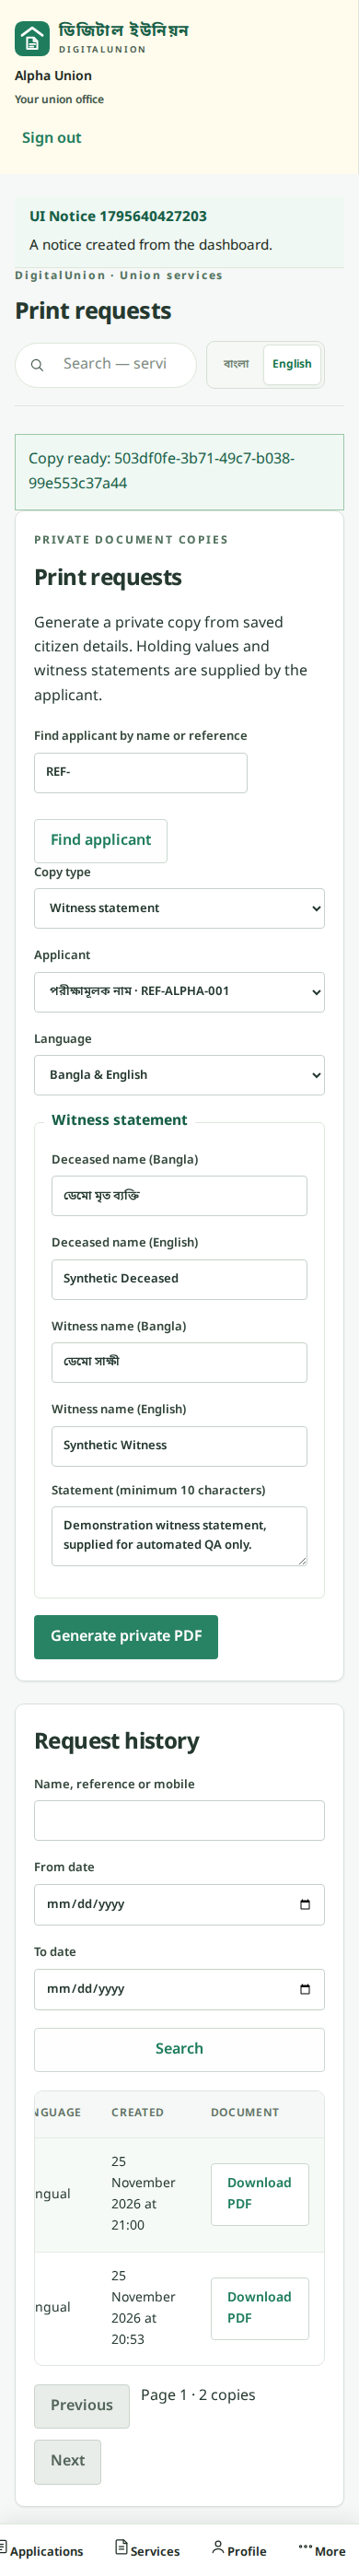 ডিজিটাল ইউনিয়ন
DIGITALUNION
Alpha Union
Your union office
Sign out
UI Notice 1795640427203
A notice created from the dashboard.
DigitalUnion · Union services
Print requests
Search — servi
বাংলা English
Copy ready: 503df0fe-3b71-49c7-b038-
99e553c37a44
PRIVATE DOCUMENT COPIES
Print requests
Generate a private copy from saved
citizen details. Holding values and
witness statements are supplied by the
applicant.
Find applicant by name or reference
REF-
Find applicant
Copy type
Witness statement
Applicant
পরীক্ষামূলক নাম · REF-ALPHA-001
Language
Bangla & English
Witness statement
Deceased name (Bangla)
ডেমো মৃত ব্যক্তি
Deceased name (English)
Synthetic Deceased
Witness name (Bangla)
ডেমো সাক্ষী
Witness name (English)
Synthetic Witness
Statement (minimum 10 characters)
Demonstration witness statement,
supplied for automated QA only.
Generate private PDF
Request history
Name, reference or mobile
From date
mm/dd/yyyy
To date
mm/dd/yyyy
Search
NGUAGE CREATED DOCUMENT
ngual
25
November
2026 at
21:00
Download
PDF
ngual
25
November
2026 at
20:53
Download
PDF
Previous
Page 1 · 2 copies
Next
Applications Services Profile More